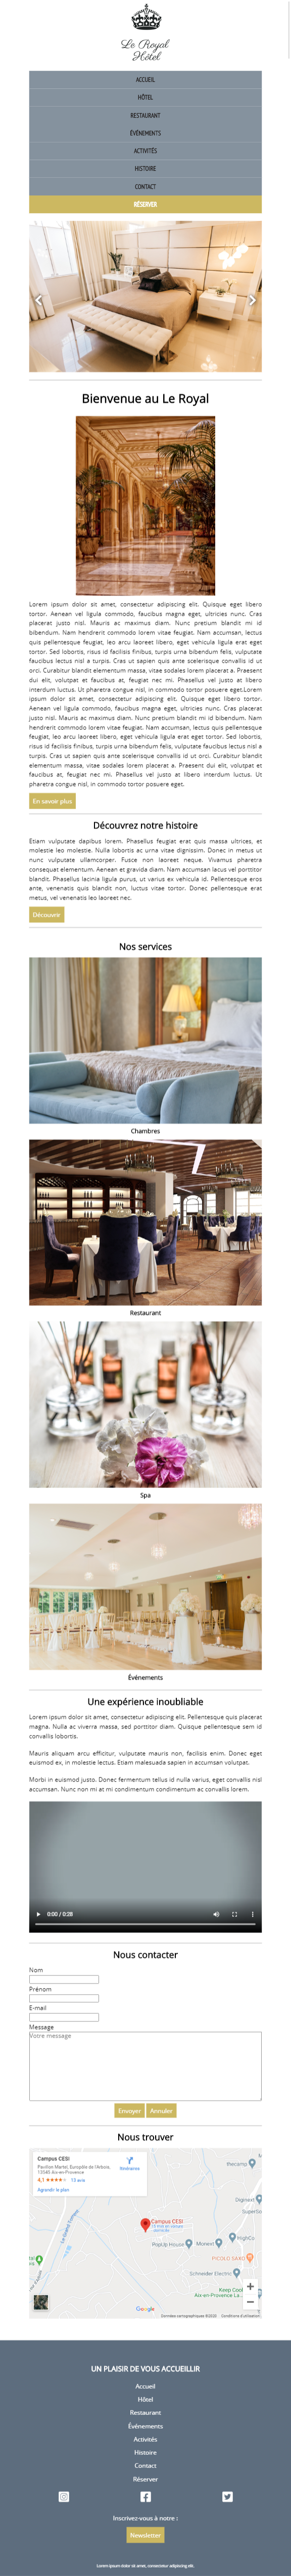 Le Royal
Hôtel
ACCUEIL
HÔTEL
RESTAURANT
ÉVÉNEMENTS
ACTIVITÉS
HISTOIRE
CONTACT
RÉSERVER
Bienvenue au Le Royal
Lorem ipsum dolor sit amet, consectetur adipiscing elit. Quisque eget libero
tortor. Aenean vel ligula commodo, faucibus magna eget, ultricies nunc. Cras
placerat justo nisl. Mauris ac maximus diam. Nunc pretium blandit mi id
bibendum. Nam hendrerit commodo lorem vitae feugiat. Nam accumsan, lectus
quis pellentesque feugiat, leo arcu laoreet libero, eget vehicula ligula erat eget
tortor. Sed lobortis, risus id facilisis finibus, turpis urna bibendum felis, vulputate
faucibus lectus nisl a turpis. Cras ut sapien quis ante scelerisque convallis id ut
orci. Curabitur blandit elementum massa, vitae sodales lorem placerat a. Praesent
dui elit, volutpat et faucibus at, feugiat nec mi. Phasellus vel justo at libero
interdum luctus. Ut pharetra congue nisl, in commodo tortor posuere eget.Lorem
ipsum dolor sit amet, consectetur adipiscing elit. Quisque eget libero tortor.
Aenean vel ligula commodo, faucibus magna eget, ultricies nunc. Cras placerat
justo nisl. Mauris ac maximus diam. Nunc pretium blandit mi id bibendum. Nam
hendrerit commodo lorem vitae feugiat. Nam accumsan, lectus quis pellentesque
feugiat, leo arcu laoreet libero, eget vehicula ligula erat eget tortor. Sed lobortis,
risus id facilisis finibus, turpis urna bibendum felis, vulputate faucibus lectus nisl a
turpis. Cras ut sapien quis ante scelerisque convallis id ut orci. Curabitur blandit
elementum massa, vitae sodales lorem placerat a. Praesent dui elit, volutpat et
faucibus at, feugiat nec mi. Phasellus vel justo at libero interdum luctus. Ut
pharetra congue nisl, in commodo tortor posuere eget.
En savoir plus
Découvrez notre histoire
Etiam vulputate dapibus lorem. Phasellus feugiat erat quis massa ultrices, et
molestie leo molestie. Nulla lobortis ac urna vitae dignissim. Donec in metus ut
nunc vulputate ullamcorper. Fusce non laoreet neque. Vivamus pharetra
consequat elementum. Aenean et gravida diam. Nam accumsan lacus vel porttitor
blandit. Phasellus lacinia ligula purus, ut varius ex vehicula id. Pellentesque eros
ante, venenatis quis blandit non, luctus vitae tortor. Donec pellentesque erat
metus, vel venenatis leo laoreet nec.
Découvrir
Nos services
Chambres
Restaurant
Spa
Événements
Une expérience inoubliable
Lorem ipsum dolor sit amet, consectetur adipiscing elit. Pellentesque quis placerat
magna. Nulla ac viverra massa, sed porttitor diam. Quisque pellentesque sem id
convallis lobortis.
Mauris aliquam arcu efficitur, vulputate mauris non, facilisis enim. Donec eget
euismod ex, in molestie lectus. Etiam malesuada sapien in accumsan volutpat.
Morbi in euismod justo. Donec fermentum tellus id nulla varius, eget convallis nisl
accumsan. Nunc non mi at mi condimentum condimentum ac convallis lorem.
0:00 / 0:28
Nous contacter
Nom
Prénom
E-mail
Message
Votre message
Envoyer Annuler
Nous trouver
Campus CESI
Pavillon Martel, Européole de l'Arbois,
13545 Aix-en-Provence
Itinéraires
4,1 12 avis
Agrandir le plan
thecamp
Campus CESI
HighCo
PopUp House
Monext
PICOLO SARO
Schneider Electric
Google
Données cartographiques ©2020 Conditions d'utilisation
UN PLAISIR DE VOUS ACCUEILLIR
Accueil
Hôtel
Restaurant
Événements
Activités
Histoire
Contact
Réserver
Inscrivez-vous à notre :
Newsletter
Lorem ipsum dolor sit amet, consectetur adipiscing elit.